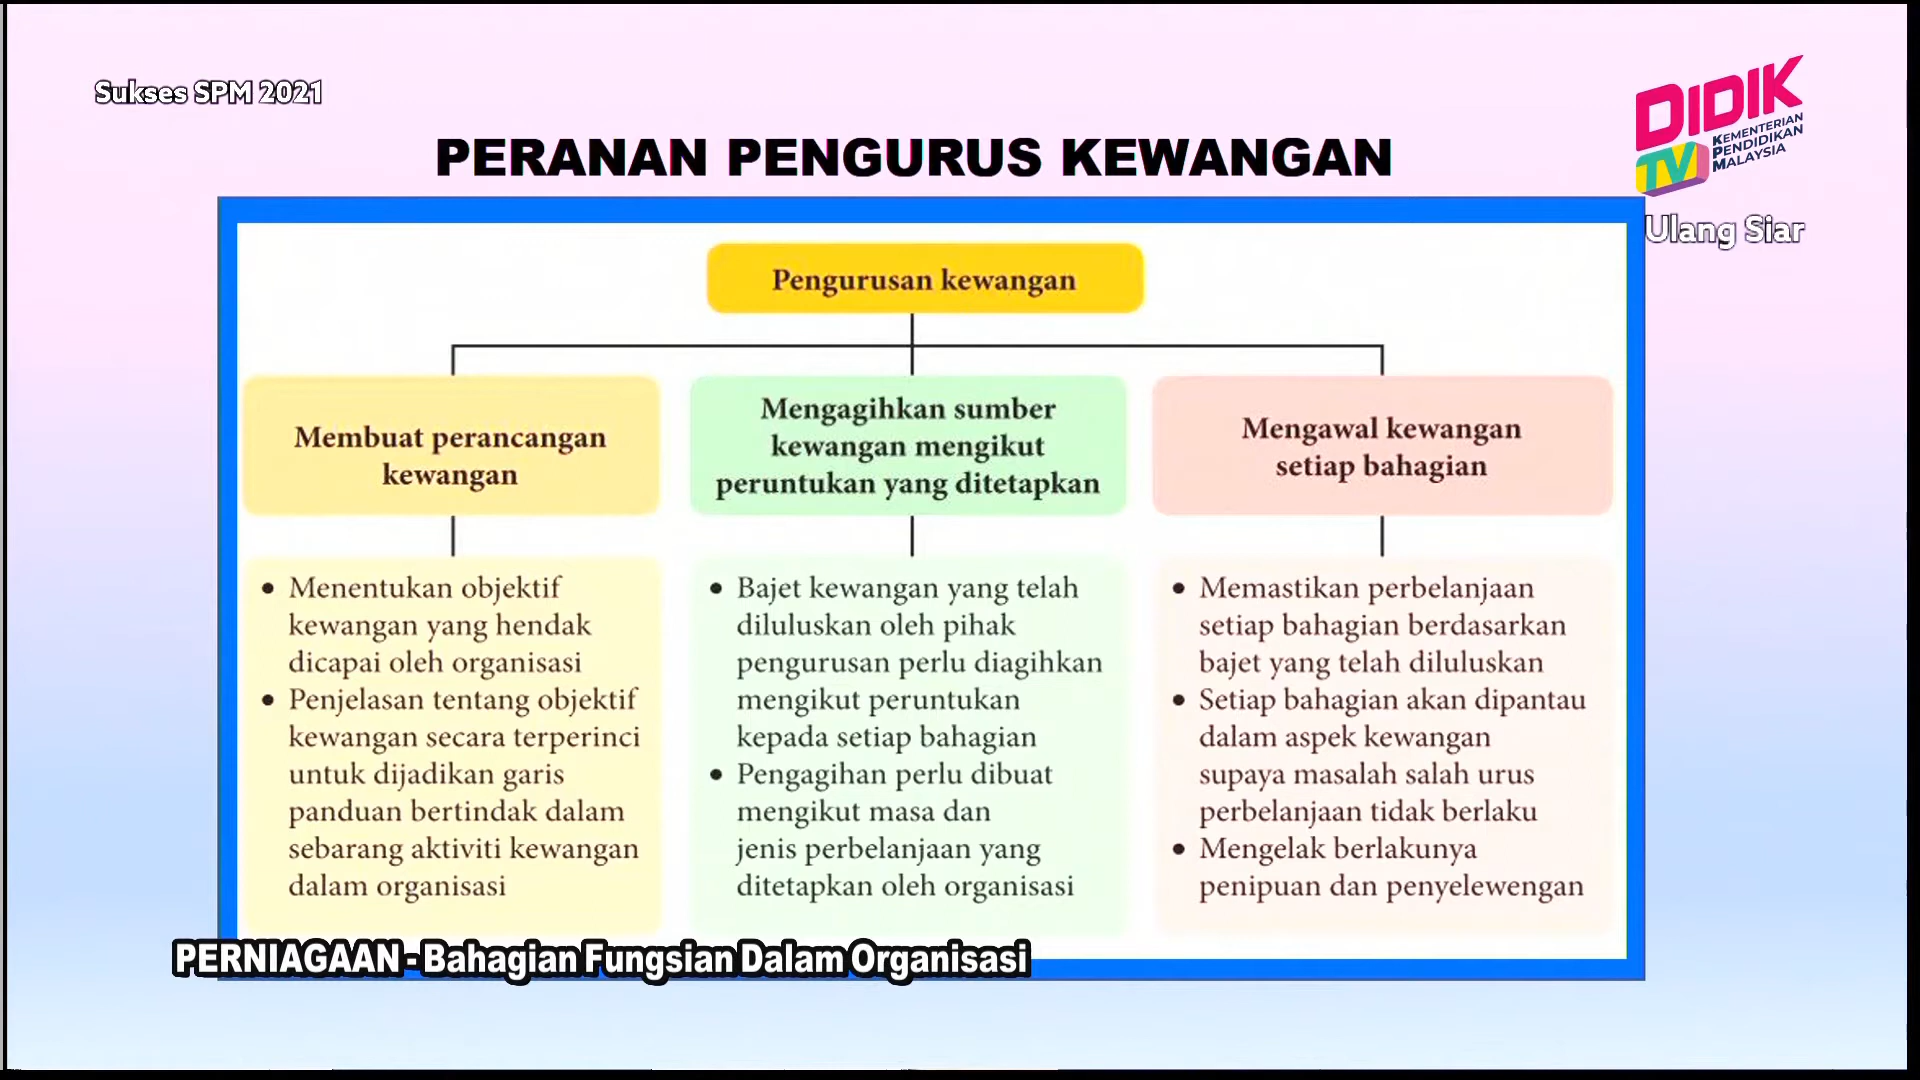 Sukses SPM 2021
DIDIK
TV
KEMENTERIAN
PENDIDIKAN
MALAYSIA
Ulang Siar
PERANAN PENGURUS KEWANGAN
Pengurusan kewangan
Membuat perancangan
kewangan
• Menentukan objektif
kewangan yang hendak
dicapai oleh organisasi
• Penjelasan tentang objektif
kewangan secara terperinci
untuk dijadikan garis
panduan bertindak dalam
sebarang aktiviti kewangan
dalam organisasi
Mengagihkan sumber
kewangan mengikut
peruntukan yang ditetapkan
• Bajet kewangan yang telah
diluluskan oleh pihak
pengurusan perlu diagihkan
mengikut peruntukan
kepada setiap bahagian
• Pengagihan perlu dibuat
mengikut masa dan
jenis perbelanjaan yang
ditetapkan oleh organisasi
Mengawal kewangan
setiap bahagian
• Memastikan perbelanjaan
setiap bahagian berdasarkan
bajet yang telah diluluskan
• Setiap bahagian akan dipantau
dalam aspek kewangan
supaya masalah salah urus
perbelanjaan tidak berlaku
• Mengelak berlakunya
penipuan dan penyelewengan
PERNIAGAAN - Bahagian Fungsian Dalam Organisasi